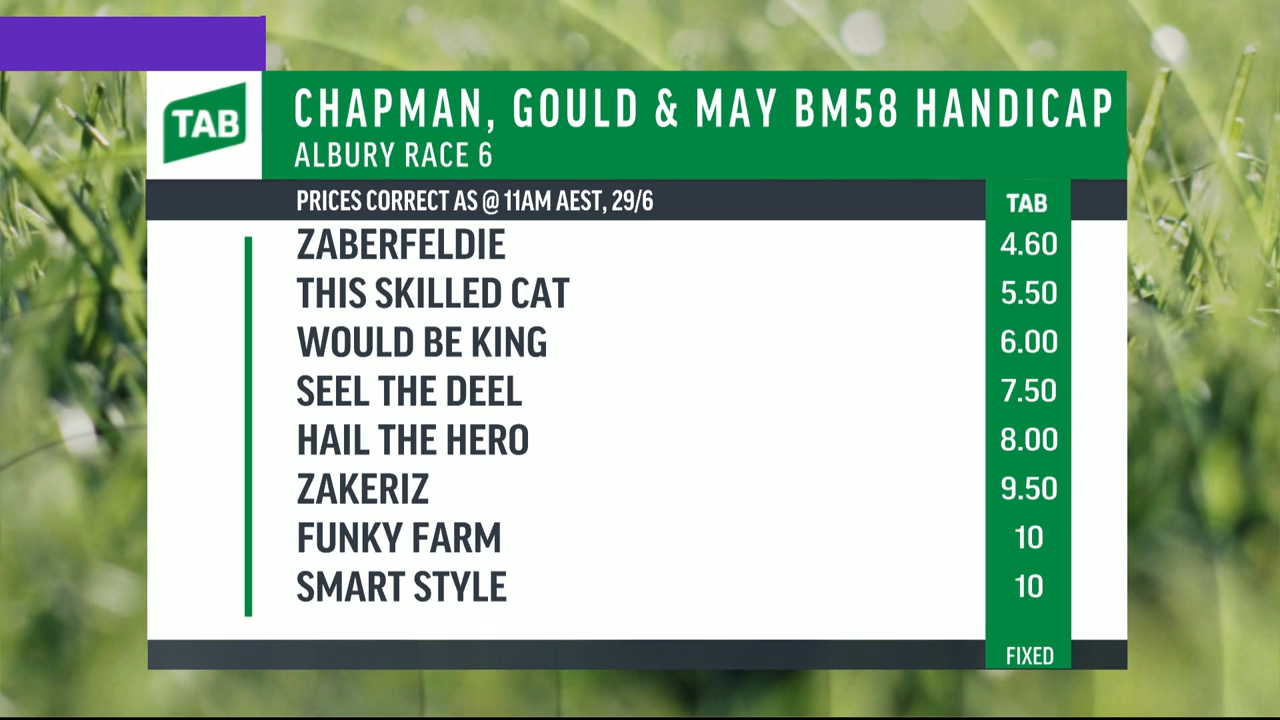 TAB
CHAPMAN, GOULD & MAY BM58 HANDICAP
ALBURY RACE 6
PRICES CORRECT AS @ 11AM AEST, 29/6 TAB
ZABERFELDIE 4.60
THIS SKILLED CAT 5.50
WOULD BE KING 6.00
SEEL THE DEEL 7.50
HAIL THE HERO 8.00
ZAKERIZ 9.50
FUNKY FARM 10
SMART STYLE 10
FIXED